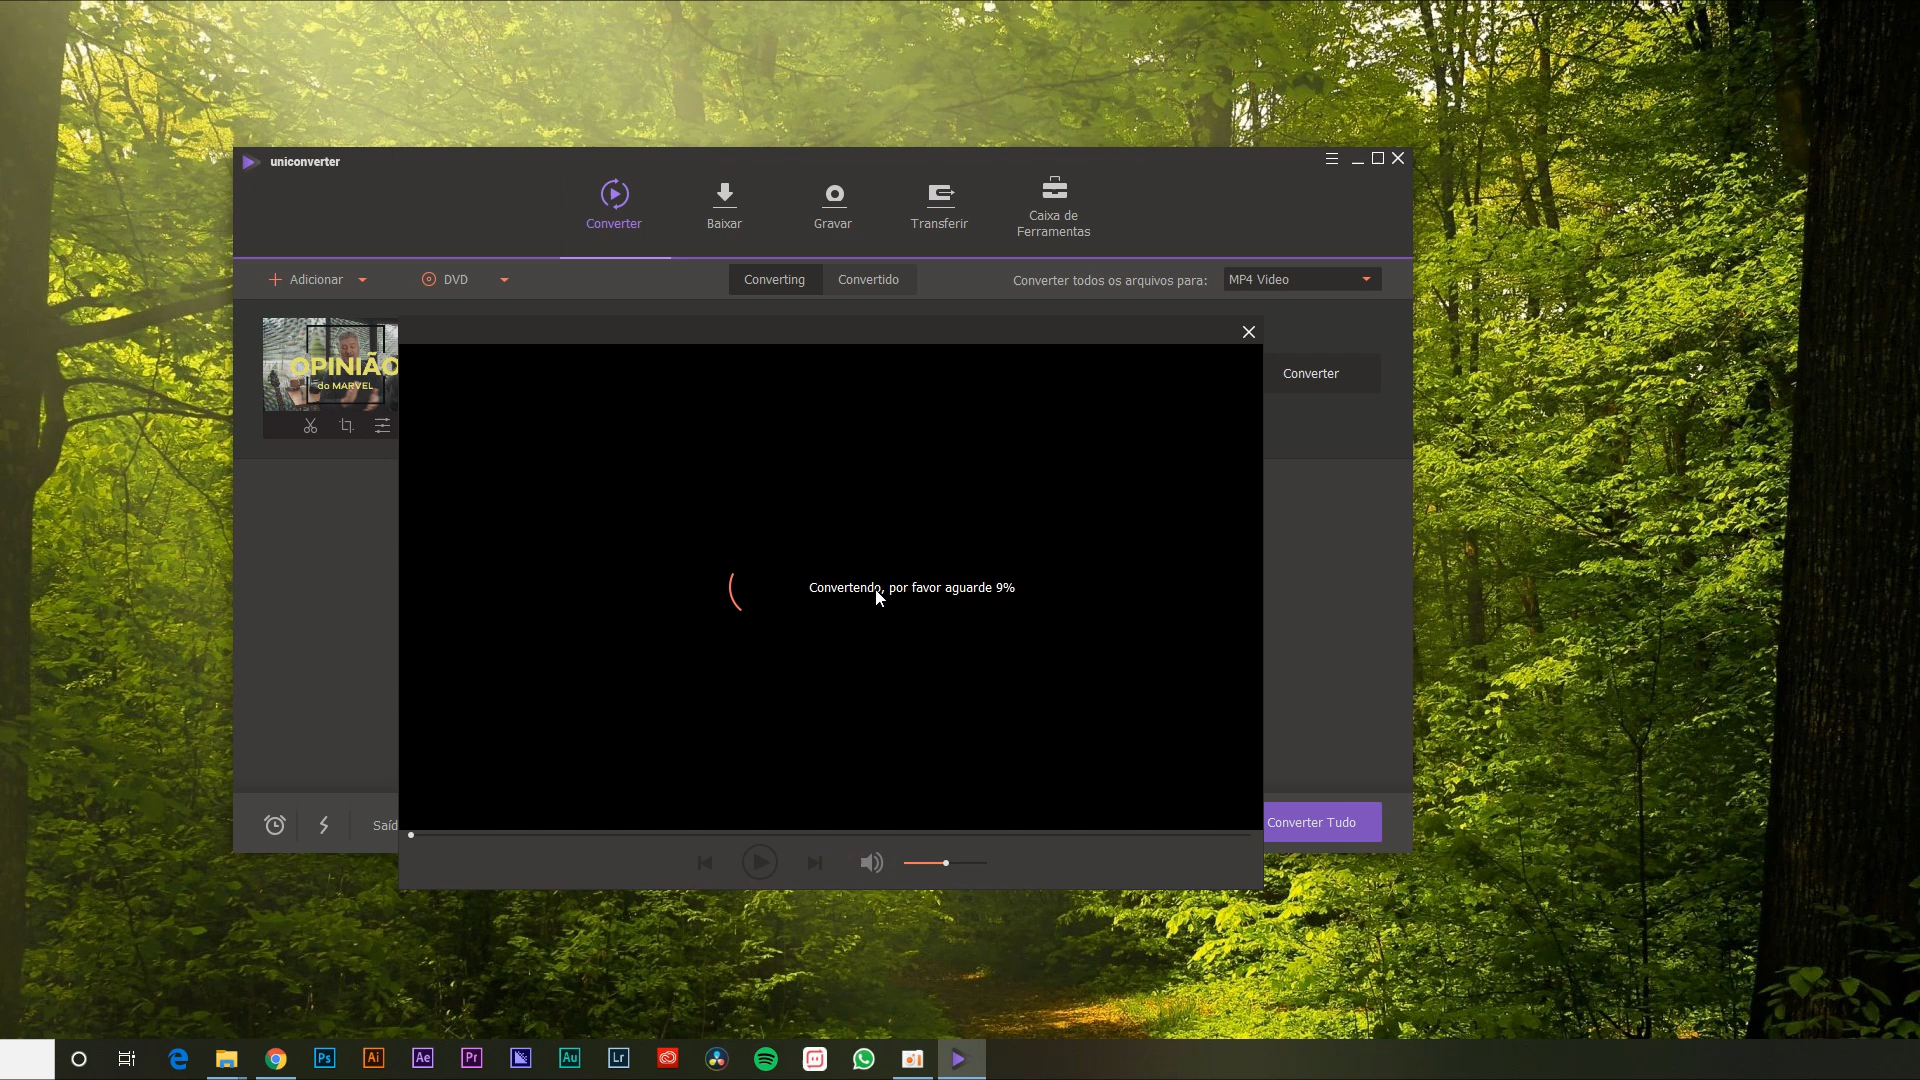 uniconverter
Converter
Baixar
Gravar
Transferir
Caixa de
Ferramentas
Adicionar
DVD
Converting
Convertido
Converter todos os arquivos para:
MP4 Video
OPINIÃO
do MARVEL
Converter
Convertendo, por favor aguarde 9%
Saíd
Converter Tudo
Ps
Ai
Ae
Pr
Au
Lr